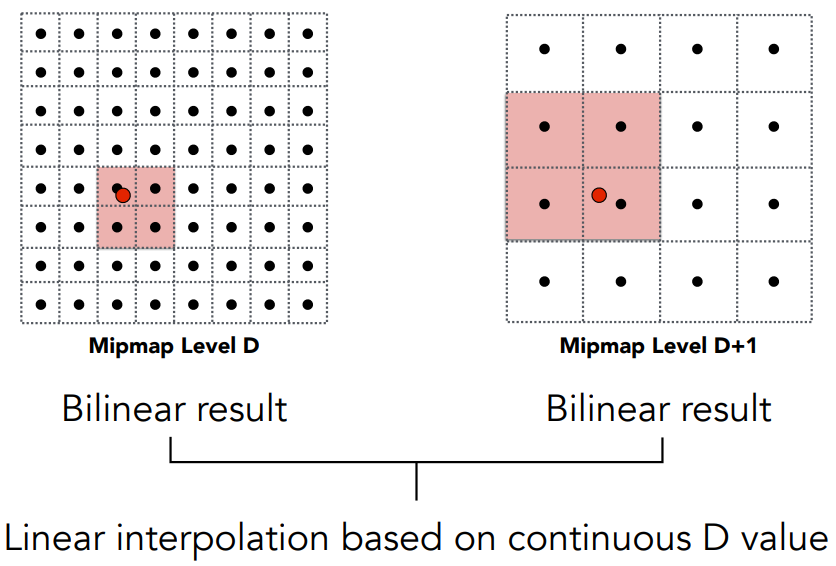 Mipmap Level D
Mipmap Level D+1
Bilinear result
Bilinear result
Linear interpolation based on continuous D value